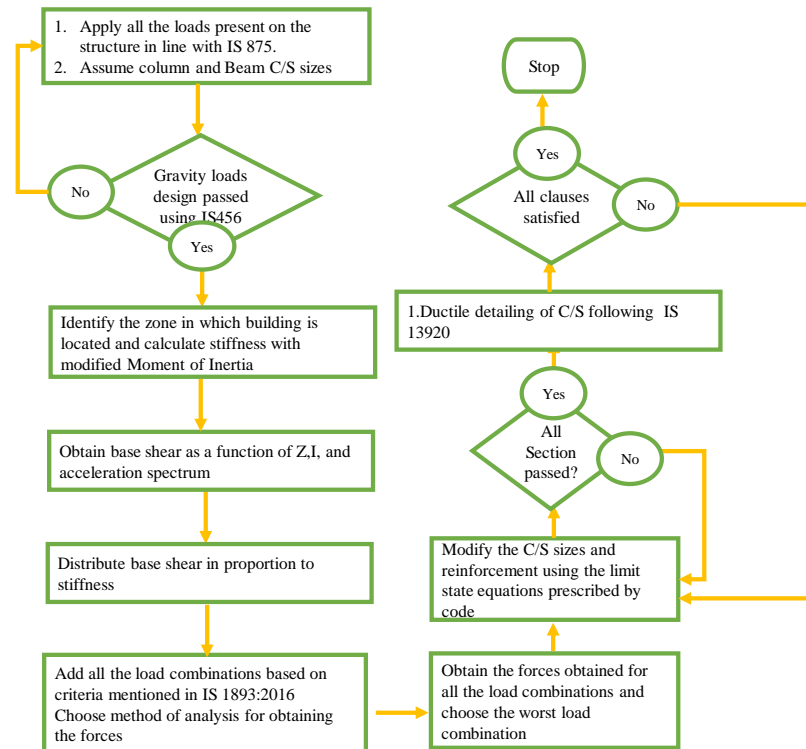 1. Apply all the loads present on the
structure in line with IS 875.
2. Assume column and Beam C/S sizes
No
Gravity loads
design passed
using IS456
Yes
Identify the zone in which building is
located and calculate stiffness with
modified Moment of Inertia
Obtain base shear as a function of Z,I, and
acceleration spectrum
Distribute base shear in proportion to
stiffness
Add all the load combinations based on
criteria mentioned in IS 1893:2016
Choose method of analysis for obtaining
the forces
Obtain the forces obtained for
all the load combinations and
choose the worst load
combination
Modify the C/S sizes and
reinforcement using the limit
state equations prescribed by
code
All
Section
passed?
No
Yes
1.Ductile detailing of C/S following IS
13920
All clauses
satisfied
No
Yes
Stop